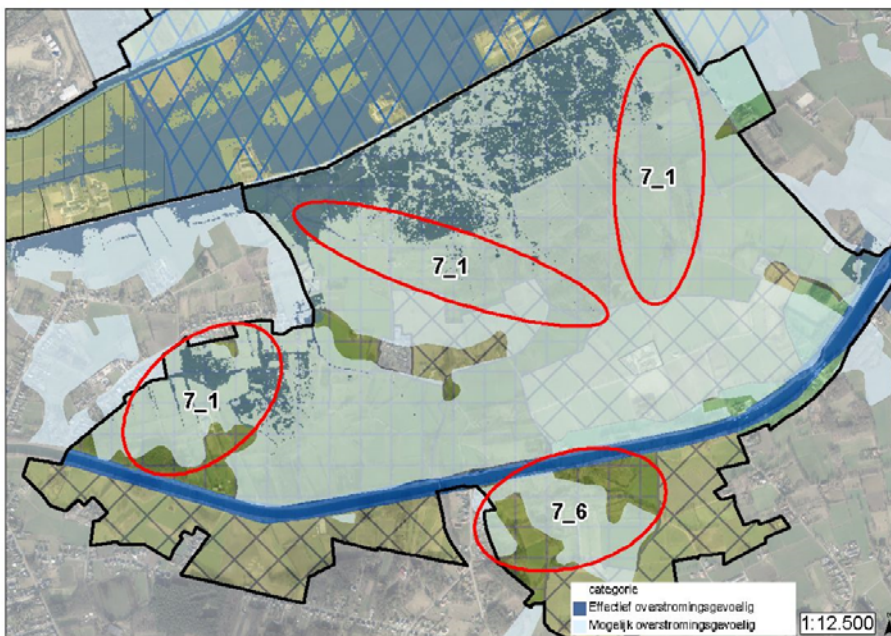 7_1
7_1
7_1
7_6
categorie
Effectief overstromingsgevoelig
Mogelijk overstromingsgevoelig
1:12.500